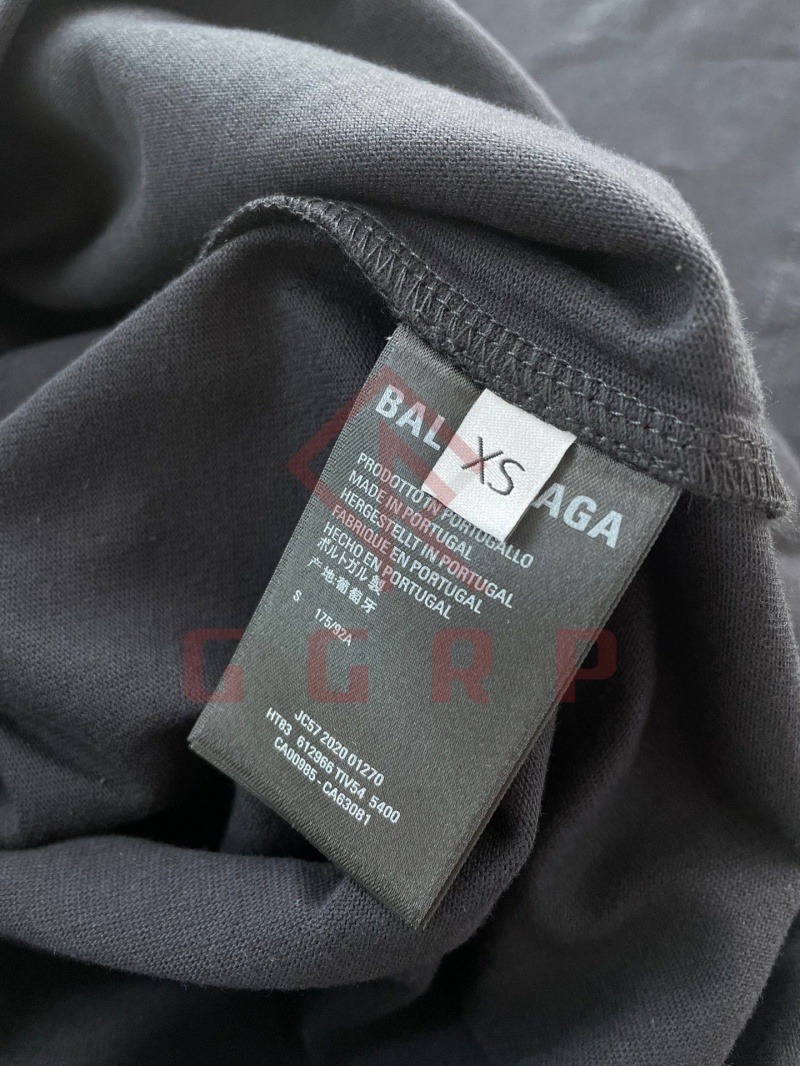 BAL
XS
AGA
PRODOTTO IN PORTOGALLO
MADE IN PORTUGAL
HERGESTELLT IN PORTUGAL
FABRIQUE EN PORTUGAL
HECHO EN PORTUGAL
ポルトガル製
产地:葡萄牙
S 175/92A
JC57 2020 01270
HT83 612966 TIV54 5400
CA00985 - CA63081
GGRP